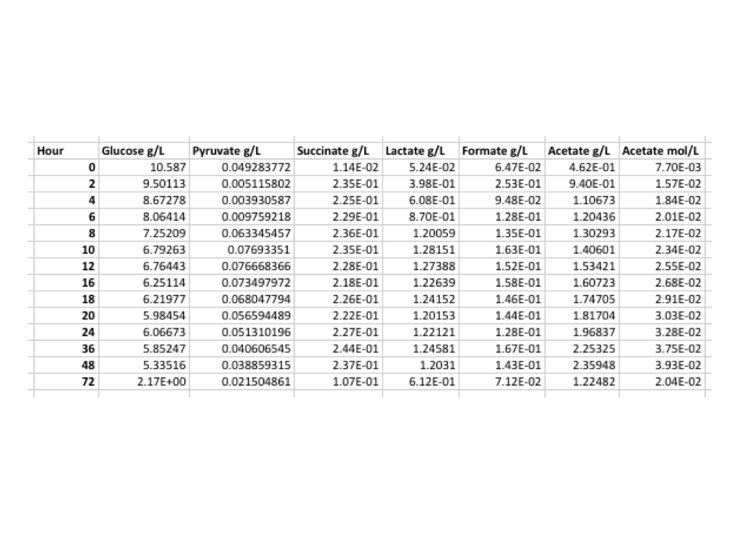 Hour Glucose g/L Pyruvate g/L Succinate g/L Lactate g/L Formate g/L Acetate g/L Acetate mol/L
0 10.587 0.049283772 1.14E-02 5.24E-02 6.47E-02 4.62E-01 7.70E-03
2 9.50113 0.005115802 2.35E-01 3.98E-01 2.53E-01 9.40E-01 1.57E-02
4 8.67278 0.003930587 2.25E-01 6.08E-01 9.48E-02 1.10673 1.84E-02
6 8.06414 0.009759218 2.29E-01 8.70E-01 1.28E-01 1.20436 2.01E-02
8 7.25209 0.063345457 2.36E-01 1.20059 1.35E-01 1.30293 2.17E-02
10 6.79263 0.07693351 2.35E-01 1.28151 1.63E-01 1.40601 2.34E-02
12 6.76443 0.076668366 2.28E-01 1.27388 1.52E-01 1.53421 2.55E-02
16 6.25114 0.073497972 2.18E-01 1.22639 1.58E-01 1.60723 2.68E-02
18 6.21977 0.068047794 2.26E-01 1.24152 1.46E-01 1.74705 2.91E-02
20 5.98454 0.056594489 2.22E-01 1.20153 1.44E-01 1.81704 3.03E-02
24 6.06673 0.051310196 2.27E-01 1.22121 1.28E-01 1.96837 3.28E-02
36 5.85247 0.040606545 2.44E-01 1.24581 1.67E-01 2.25325 3.75E-02
48 5.33516 0.038859315 2.37E-01 1.2031 1.43E-01 2.35948 3.93E-02
72 2.17E+00 0.021504861 1.07E-01 6.12E-01 7.12E-02 1.22482 2.04E-02